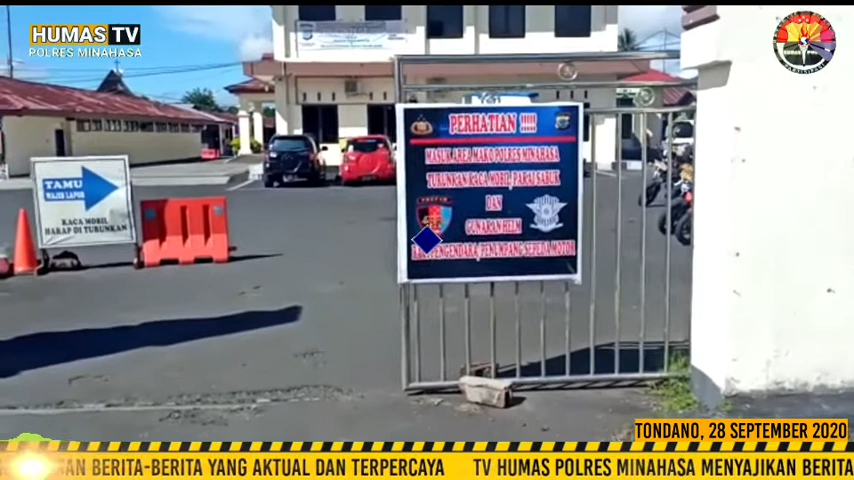 HUMAS TV
POLRES MINAHASA
PERHATIAN !!!!!
MASUK AREA MAKO POLRES MINAHASA
TURUNKAN KACA MOBIL, PAKAI SABUK
DAN
GUNAKAN HELM
PENGENDARA/PENUMPANG SEPEDA MOTOR
TAMU
WAJIB LAPOR
KACA MOBIL
HARAP DI TURUNKAN
TONDANO, 28 SEPTEMBER 2020
BERITA-BERITA YANG AKTUAL DAN TERPERCAYA TV HUMAS POLRES MINAHASA MENYAJIKAN BERITA